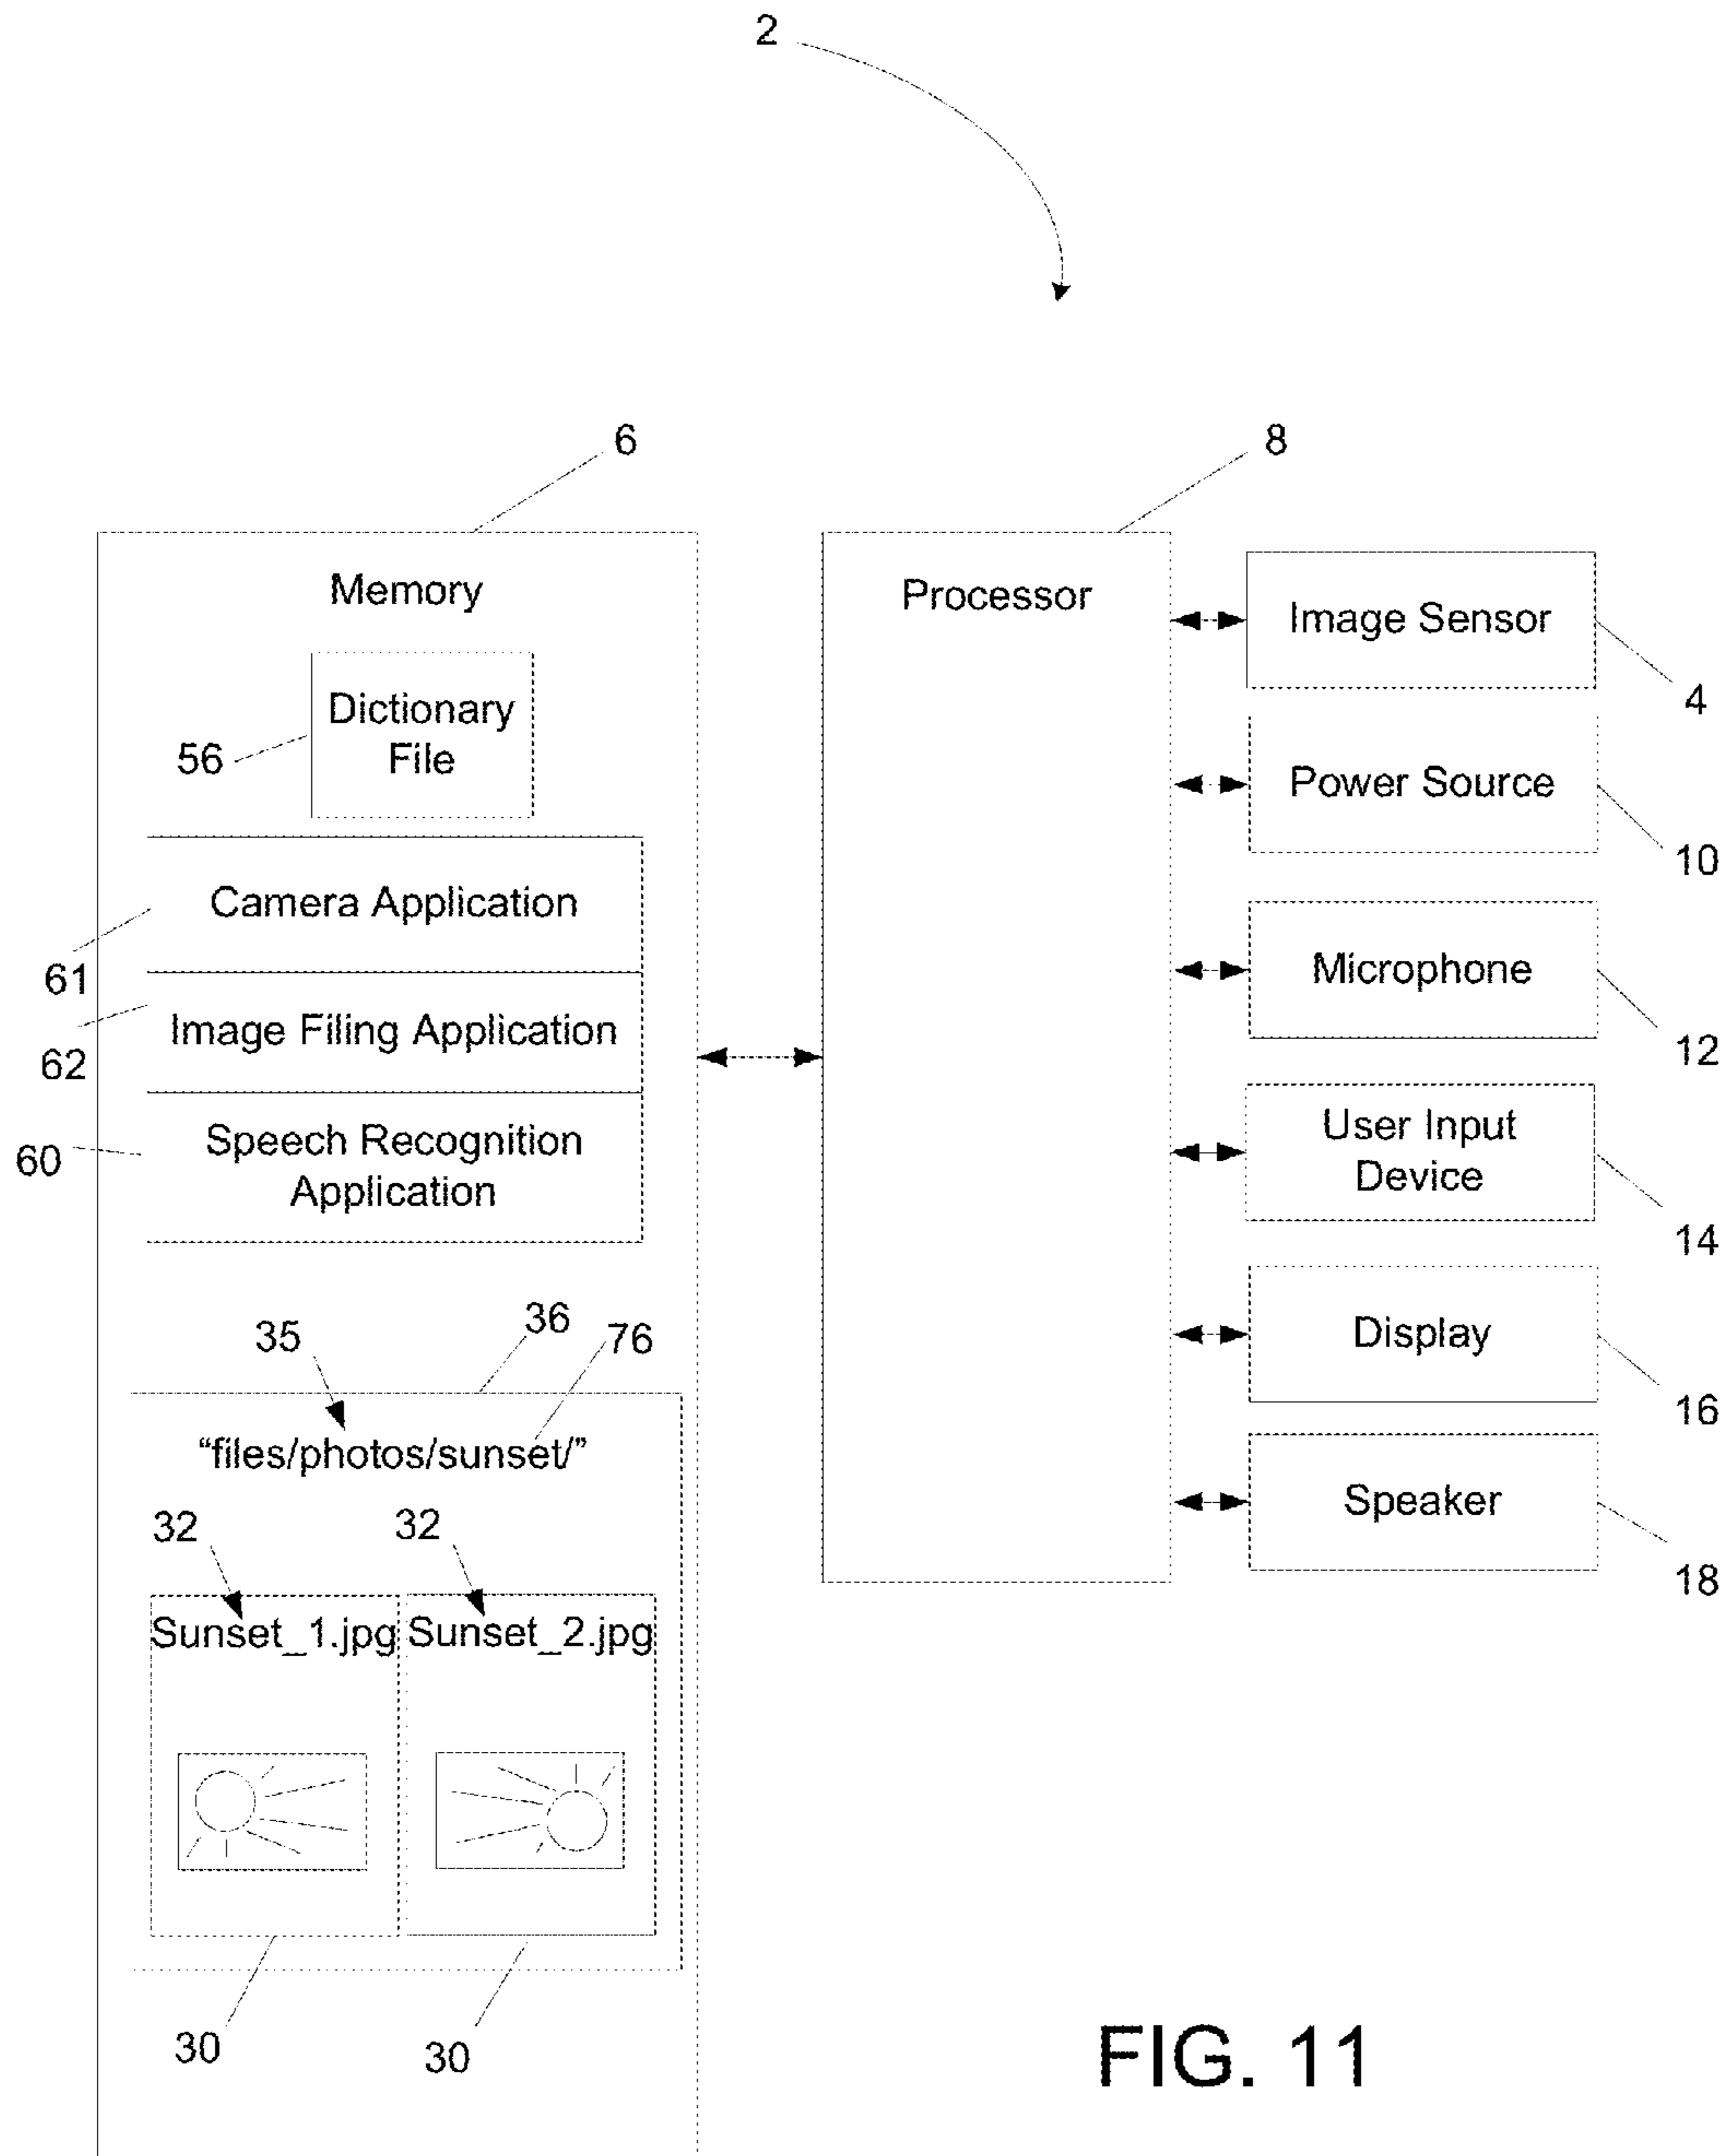 2
6
8
Memory
Processor
Image Sensor
4
Dictionary
File
56
Power Source
10
Camera Application
61
Microphone
12
Image Filing Application
62
User Input
Device
14
Speech Recognition
Application
60
Display
16
35
36
76
"files/photos/sunset/"
Speaker
18
32
32
Sunset_1.jpg
Sunset_2.jpg
30
30
FIG. 11